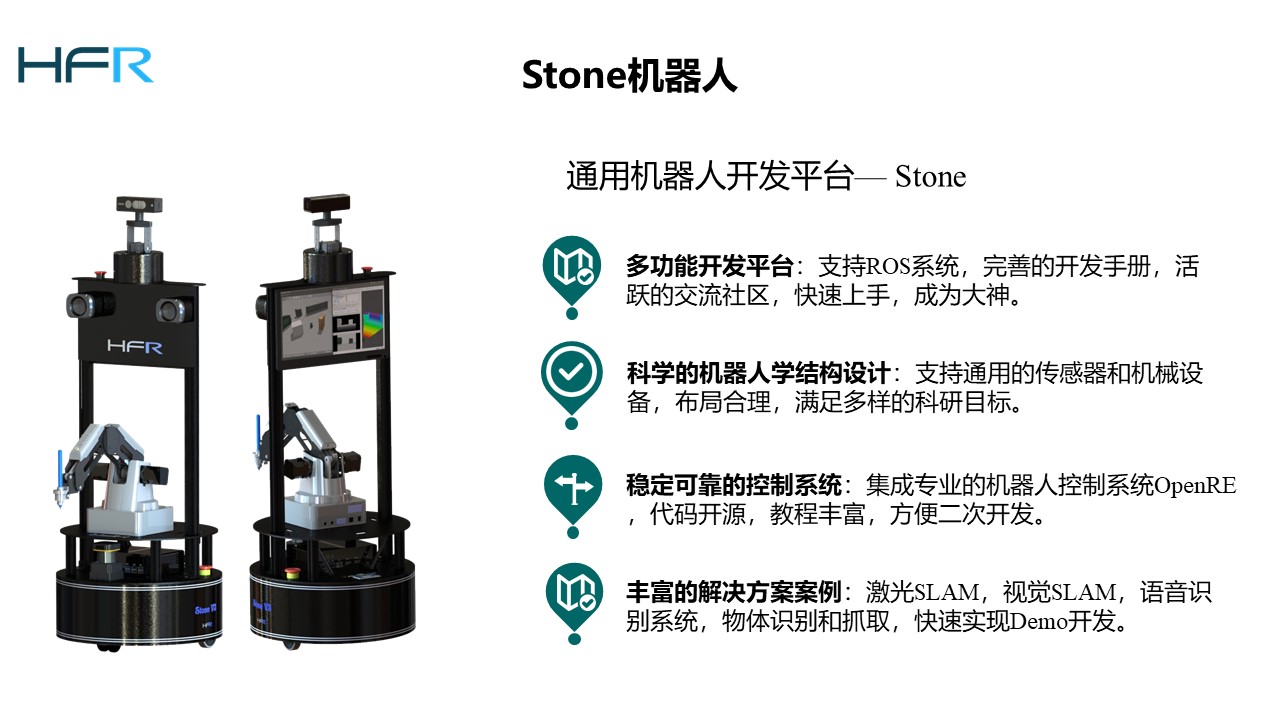 HFR
Stone机器人
通用机器人开发平台— Stone
多功能开发平台：支持ROS系统，完善的开发手册，活
跃的交流社区，快速上手，成为大神。
科学的机器人学结构设计：支持通用的传感器和机械设
备，布局合理，满足多样的科研目标。
稳定可靠的控制系统：集成专业的机器人控制系统OpenRE
，代码开源，教程丰富，方便二次开发。
丰富的解决方案案例：激光SLAM，视觉SLAM，语音识
别系统，物体识别和抓取，快速实现Demo开发。
HFR
Stone
HFR
Stone
HFR